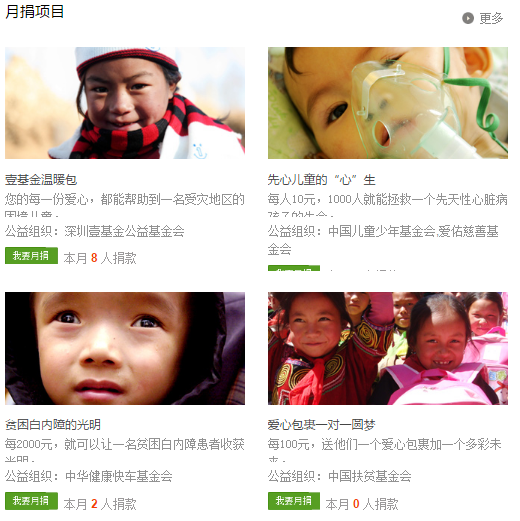 月捐项目
更多
壹基金温暖包
您的每一份爱心，都能帮助到一名受灾地区的
困境儿童。
公益组织：深圳壹基金公益基金会
我要月捐 本月 8 人捐款
先心儿童的“心”生
每人10元，1000人就能拯救一个先天性心脏病
孩子的生命。
公益组织：中国儿童少年基金会,爱佑慈善基
金会
我要月捐
贫困白内障的光明
每2000元，就可以让一名贫困白内障患者收获
光明。
公益组织：中华健康快车基金会
我要月捐 本月 2 人捐款
爱心包裹一对一圆梦
每100元，送他们一个爱心包裹加一个多彩未
来。
公益组织：中国扶贫基金会
我要月捐 本月 0 人捐款